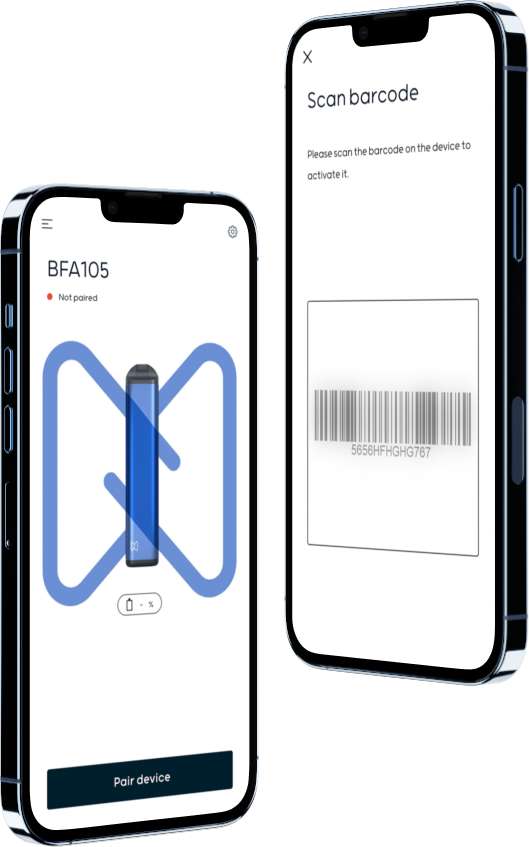 Scan barcode
Please scan the barcode on the device to
activate it.
5656HFHGHG767
BFA105
Not paired
- %
Pair device